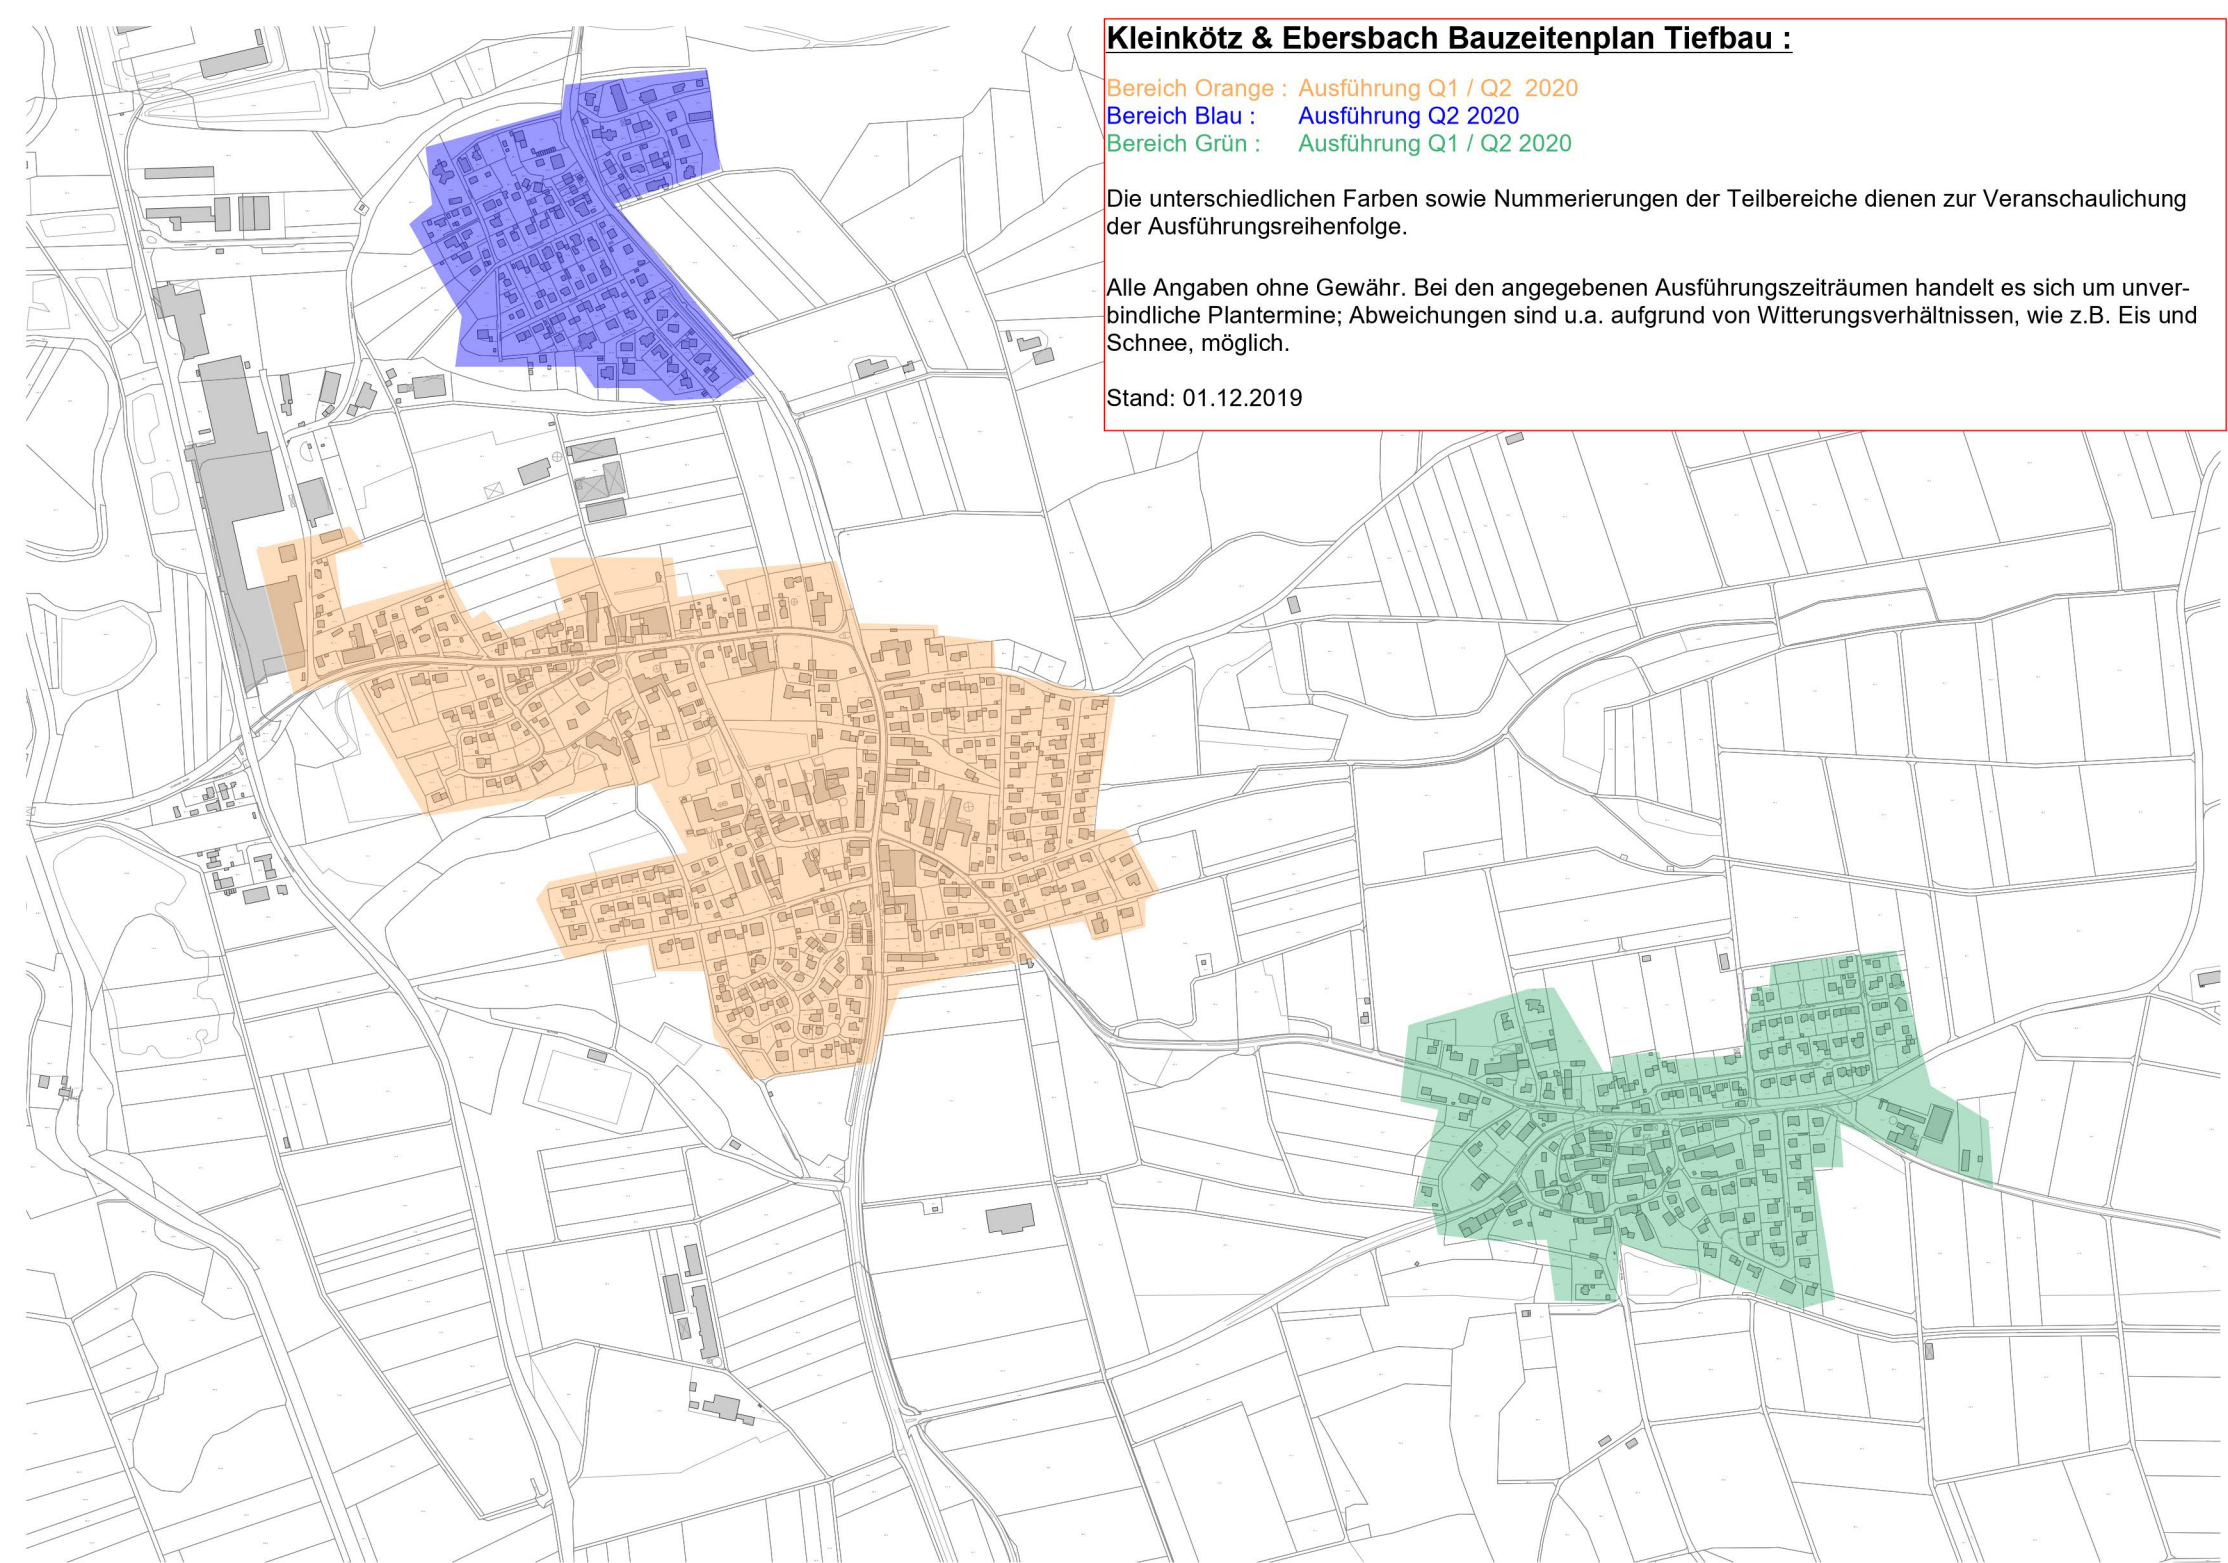 Kleinkötz & Ebersbach Bauzeitenplan Tiefbau :
Bereich Orange : Ausführung Q1 / Q2 2020
Bereich Blau : Ausführung Q2 2020
Bereich Grün : Ausführung Q1 / Q2 2020
Die unterschiedlichen Farben sowie Nummerierungen der Teilbereiche dienen zur Veranschaulichung
der Ausführungsreihenfolge.
Alle Angaben ohne Gewähr. Bei den angegebenen Ausführungszeiträumen handelt es sich um unver-
bindliche Plantermine; Abweichungen sind u.a. aufgrund von Witterungsverhältnissen, wie z.B. Eis und
Schnee, möglich.
Stand: 01.12.2019